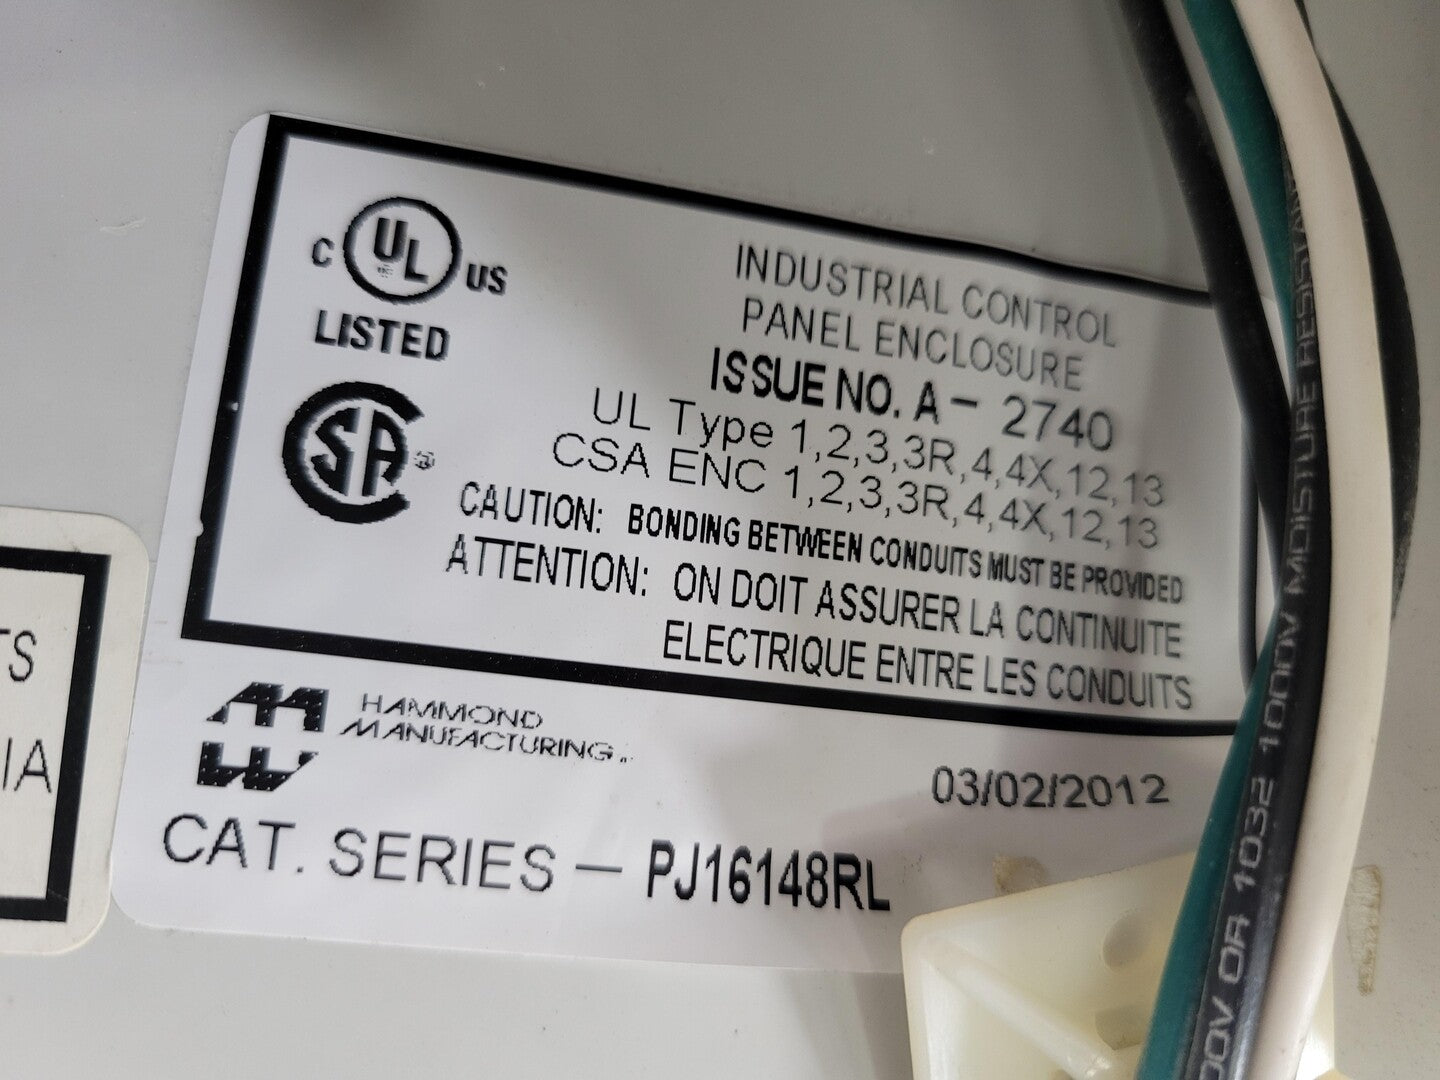 C UL US
LISTED
CSA ®
INDUSTRIAL CONTROL
PANEL ENCLOSURE
ISSUE NO. A - 2740
UL Type 1,2,3,3R,4,4X,12,13
CSA ENC 1,2,3,3R,4,4X,12,13
CAUTION: BONDING BETWEEN CONDUITS MUST BE PROVIDED
ATTENTION: ON DOIT ASSURER LA CONTINUITE
ELECTRIQUE ENTRE LES CONDUITS
HAMMOND
MANUFACTURING
03/02/2012
CAT. SERIES - PJ16148RL
TS
IA
00V OR 1032 1000V MOISTURE RESISTAN